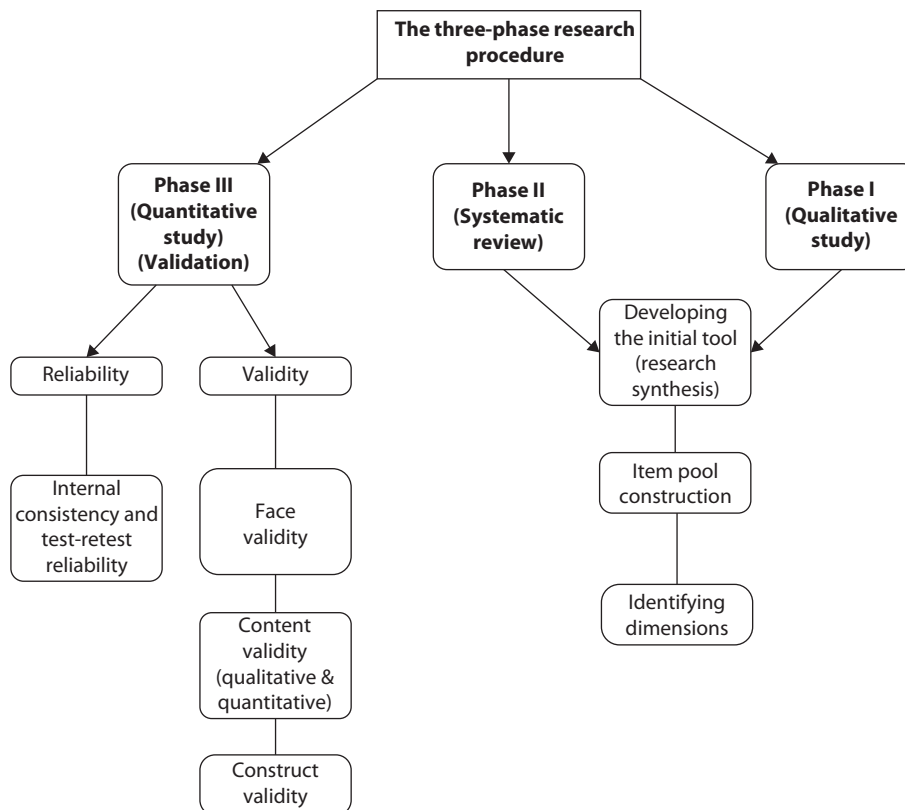 The three-phase research
procedure
Phase III
(Quantitative
study)
(Validation)
Phase II
(Systematic
review)
Phase I
(Qualitative
study)
Developing
the initial tool
(research
synthesis)
Reliability
Validity
Item pool
construction
Internal
consistency and
test-retest
reliability
Face
validity
Identifying
dimensions
Content
validity
(qualitative &
quantitative)
Construct
validity